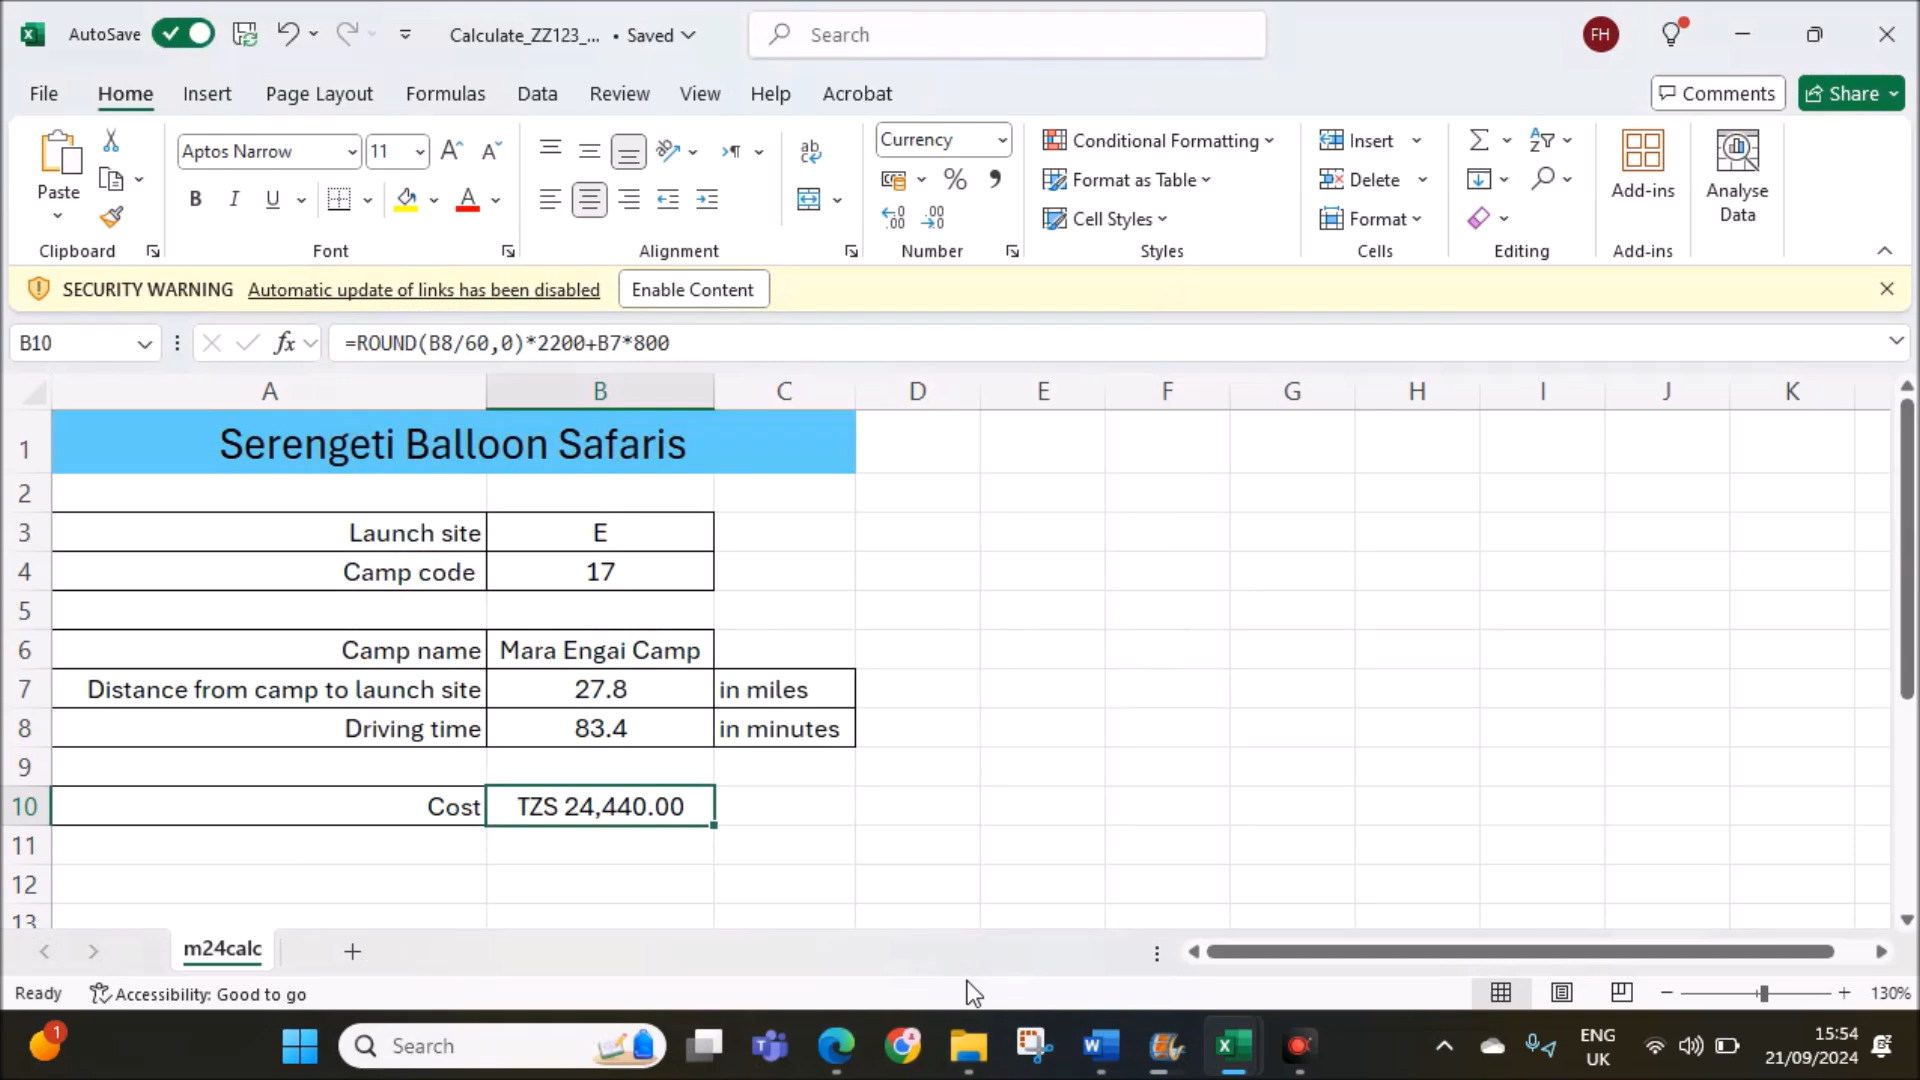 AutoSave
Calculate_ZZ123_... • Saved
Search
FH
File Home Insert Page Layout Formulas Data Review View Help Acrobat
Comments
Share
Paste
Clipboard
Aptos Narrow
11
B I U
Font
Alignment
Currency
Number
Conditional Formatting
Format as Table
Cell Styles
Styles
Insert
Delete
Format
Cells
Editing
Add-ins
Add-ins
Analyse
Data
SECURITY WARNING Automatic update of links has been disabled Enable Content
B10
fx
=ROUND(B8/60,0)*2200+B7*800
A B C D E F G H I J K
1 Serengeti Balloon Safaris
2
3 Launch site E
4 Camp code 17
5
6 Camp name Mara Engai Camp
7 Distance from camp to launch site 27.8 in miles
8 Driving time 83.4 in minutes
9
10 Cost TZS 24,440.00
11
12
13
m24calc
Ready Accessibility: Good to go
130%
1
Search
ENG
UK
15:54
21/09/2024